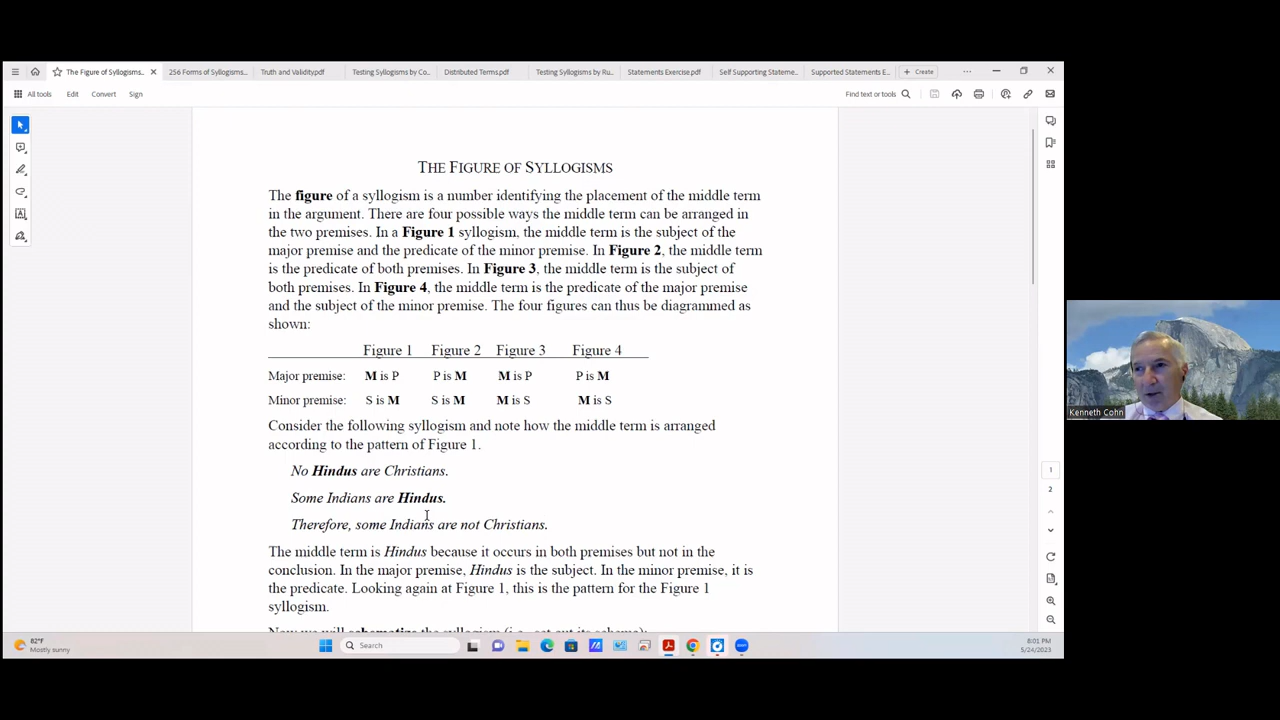 The Figure of Syllogisms... 256 Forms of Syllogisms... Truth and Validity.pdf Testing Syllogisms by Co... Distributed Terms.pdf Testing Syllogisms by Ru... Statements Exercise.pdf Self Supporting Stateme... Supported Statements E... Create
All tools Edit Convert Sign Find text or tools
THE FIGURE OF SYLLOGISMS
The figure of a syllogism is a number identifying the placement of the middle term
in the argument. There are four possible ways the middle term can be arranged in
the two premises. In a Figure 1 syllogism, the middle term is the subject of the
major premise and the predicate of the minor premise. In Figure 2, the middle term
is the predicate of both premises. In Figure 3, the middle term is the subject of
both premises. In Figure 4, the middle term is the predicate of the major premise
and the subject of the minor premise. The four figures can thus be diagrammed as
shown:
Figure 1 Figure 2 Figure 3 Figure 4
Major premise: M is P P is M M is P P is M
Minor premise: S is M S is M M is S M is S
Consider the following syllogism and note how the middle term is arranged
according to the pattern of Figure 1.
No Hindus are Christians.
Some Indians are Hindus.
Therefore, some Indians are not Christians.
The middle term is Hindus because it occurs in both premises but not in the
conclusion. In the major premise, Hindus is the subject. In the minor premise, it is
the predicate. Looking again at Figure 1, this is the pattern for the Figure 1
syllogism.
Now we will schematize the syllogism (i.e., set out its scheme):
Kenneth Cohn
1
2
82°F
Mostly sunny
Search
8:01 PM
5/24/2023